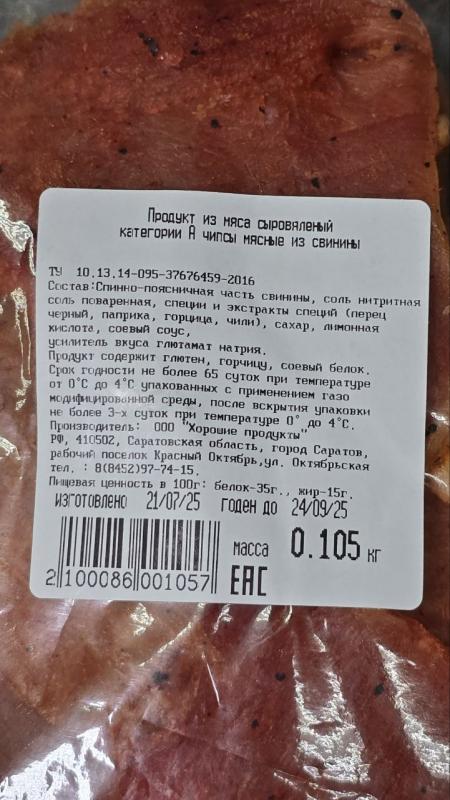 Продукт из мяса сыровяленый
категории А чипсы мясные из свинины
ТУ 10.13.14-095-37676459-2016
Состав:Спинно-поясничная часть свинины, соль нитритная
соль поваренная, специи и экстракты специй (перец
черный, паприка, горцица, чили), сахар, лимонная
кислота, соевый соус,
усилитель вкуса глютамат натрия.
Продукт содержит глютен, горчицу, соевый белок.
Срок годности не более 65 суток при температуре
от 0°С до 4°С упакованных с применением газо
модифицированной среды, после вскрытия упаковки
не более 3-х суток при температуре 0° до 4°С.
Производитель: ООО "Хорошие продукты"
РФ, 410502, Саратовская область, город Саратов,
рабочий поселок Красный Октябрь,ул. Октябрьская
тел. : 8(8452)97-74-15.
Пищевая ценность в 100г: белок-35г., жир-15г.
изготовлено 21/07/25 годен до 24/09/25
масса 0.105 кг
2 100086 001057 ЕАС